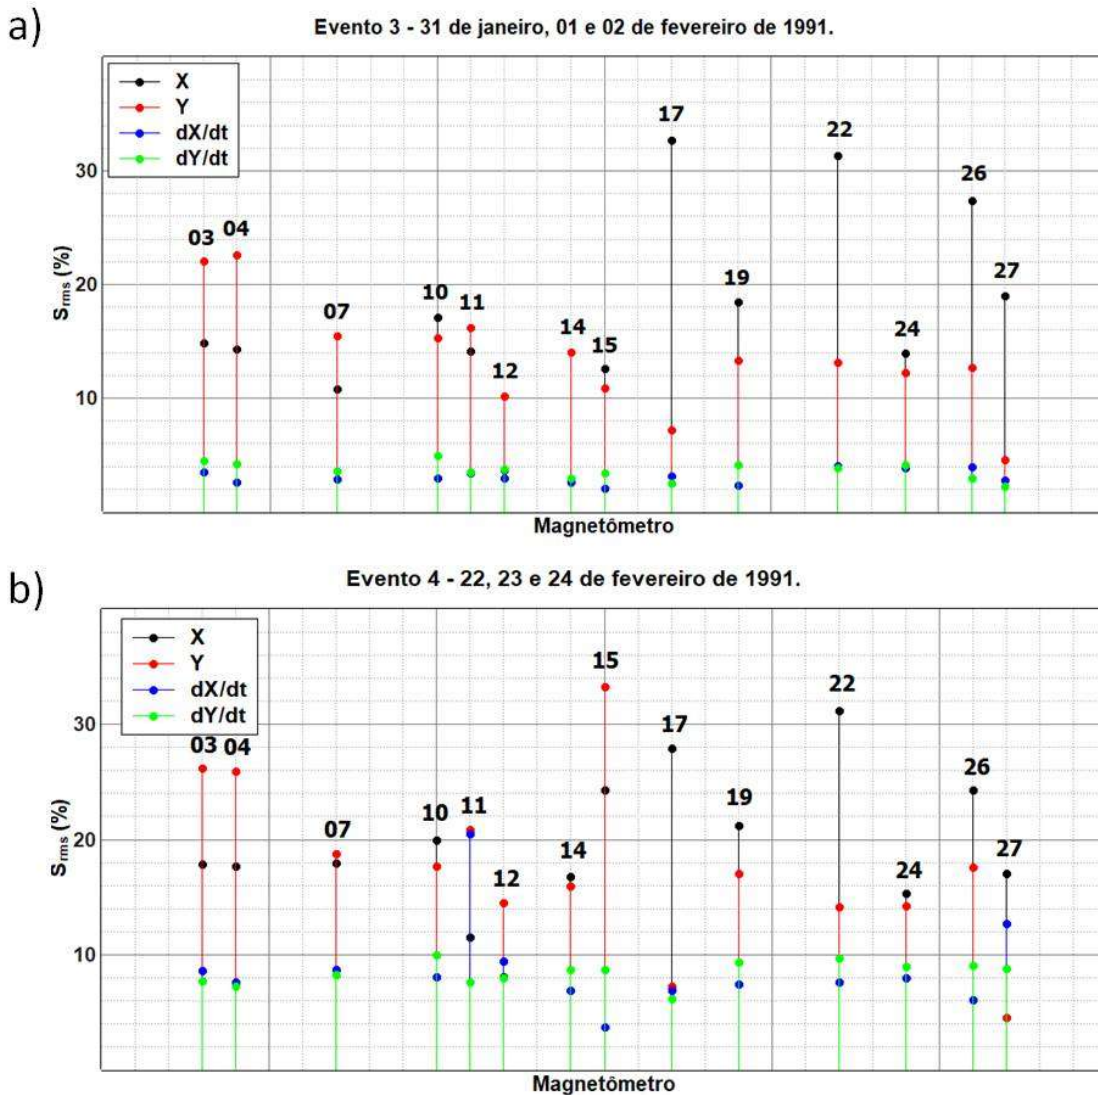 a)
Evento 3 - 31 de janeiro, 01 e 02 de fevereiro de 1991.
X
Y
dX/dt
dY/dt
17
22
26
03
04
07
10
11
12
14
15
19
24
27
30
20
10
Srms (%)
Magnetômetro
b)
Evento 4 - 22, 23 e 24 de fevereiro de 1991.
X
Y
dX/dt
dY/dt
03
04
07
10
11
12
14
15
17
19
22
24
26
27
30
20
10
Srms (%)
Magnetômetro